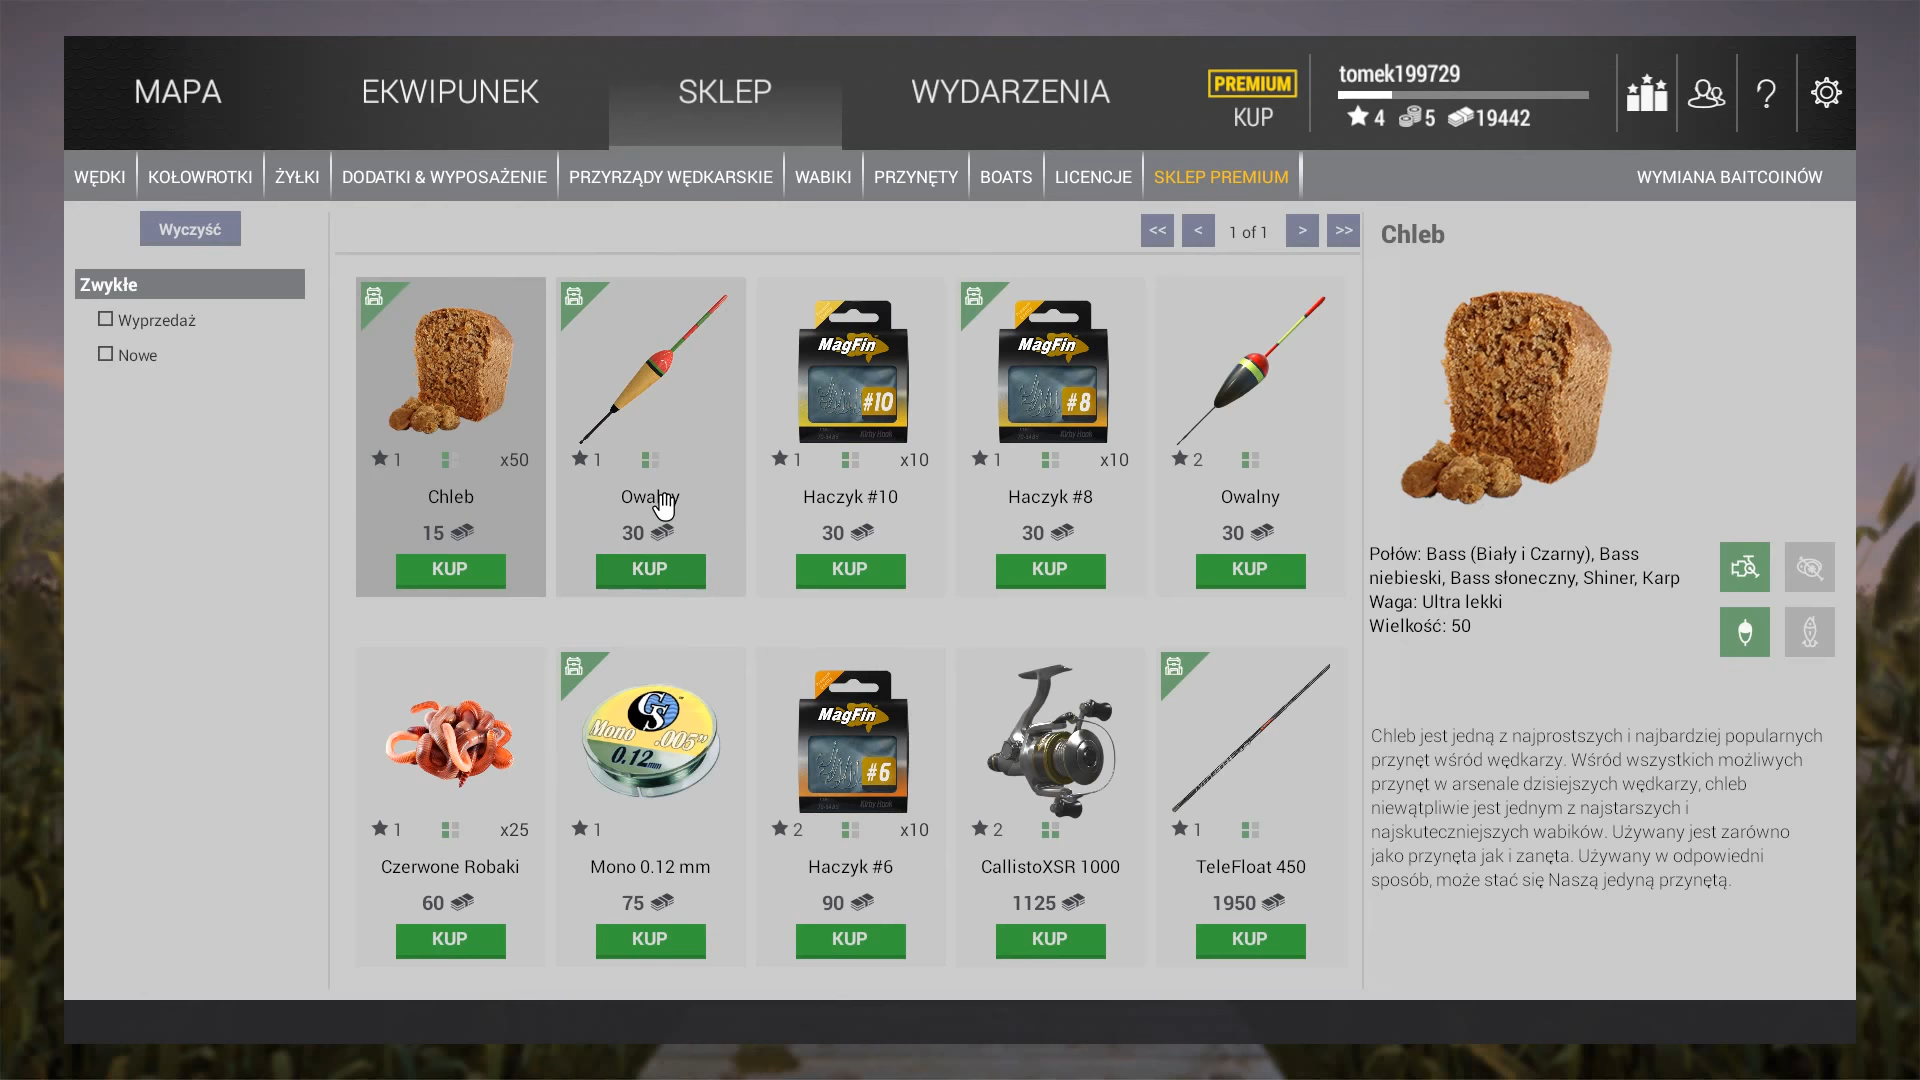 MAPA
EKWIPUNEK
SKLEP
WYDARZENIA
PREMIUM
KUP
tomek199729
4 5 19442
?
WĘDKI
KOŁOWROTKI
ŻYŁKI
DODATKI & WYPOSAŻENIE
PRZYRZĄDY WĘDKARSKIE
WABIKI
PRZYNĘTY
BOATS
LICENCJE
SKLEP PREMIUM
WYMIANA BAITCOINÓW
Wyczyść
Zwykłe
Wyprzedaż
Nowe
<< < 1 of 1 > >>
1 x50
Chleb
15
KUP
1
Owalny
30
KUP
MagFin
#10
Kirby Hook
1 x10
Haczyk #10
30
KUP
MagFin
#8
Kirby Hook
1 x10
Haczyk #8
30
KUP
2
Owalny
30
KUP
1 x25
Czerwone Robaki
60
KUP
GS
Mono .005"
0.12mm
1
Mono 0.12 mm
75
KUP
MagFin
#6
Kirby Hook
2 x10
Haczyk #6
90
KUP
2
CallistoXSR 1000
1125
KUP
1
TeleFloat 450
1950
KUP
Chleb
Połów: Bass (Biały i Czarny), Bass
niebieski, Bass słoneczny, Shiner, Karp
Waga: Ultra lekki
Wielkość: 50
Chleb jest jedną z najprostszych i najbardziej popularnych
przynęt wśród wędkarzy. Wśród wszystkich możliwych
przynęt w arsenale dzisiejszych wędkarzy, chleb
niewątpliwie jest jednym z najstarszych i
najskuteczniejszych wabików. Używany jest zarówno
jako przynęta jak i zanęta. Używany w odpowiedni
sposób, może stać się Naszą jedyną przynętą.